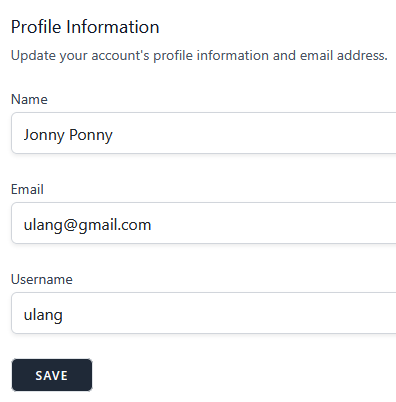 Profile Information
Update your account's profile information and email address.
Name
Jonny Ponny
Email
ulang@gmail.com
Username
ulang
SAVE